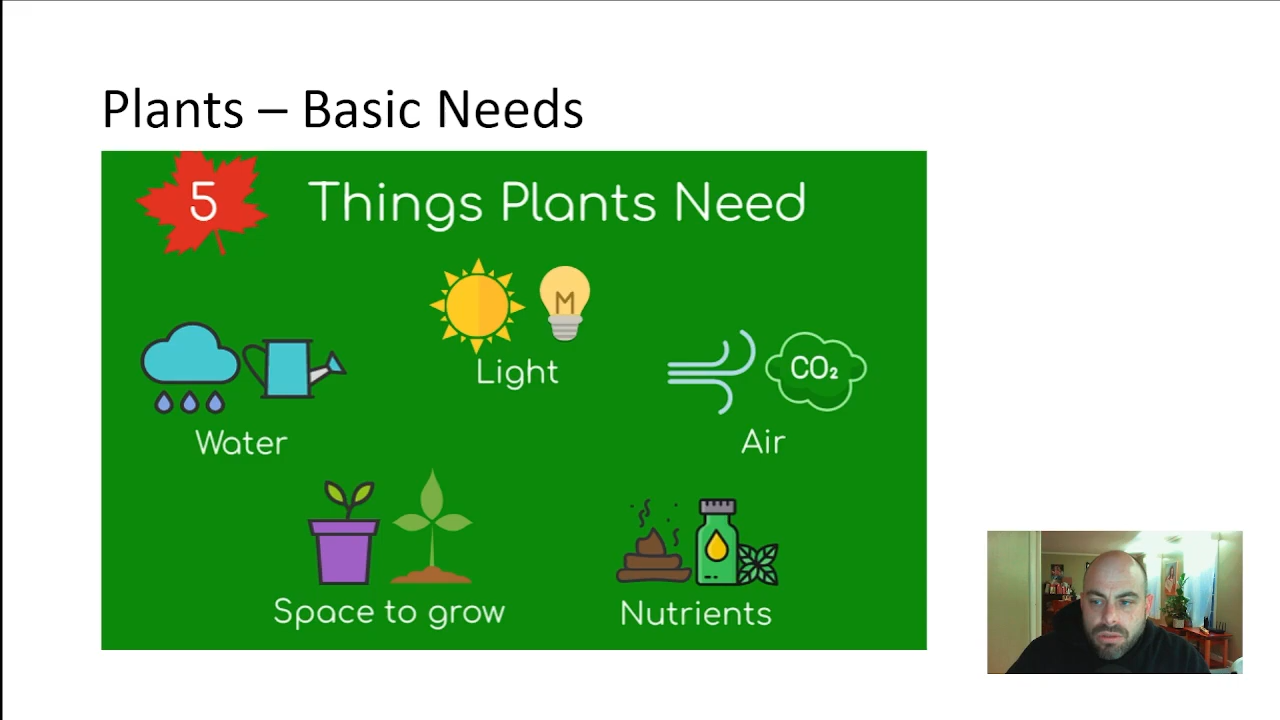 Plants – Basic Needs
5 Things Plants Need
Light
CO₂
Water
Air
Space to grow
Nutrients